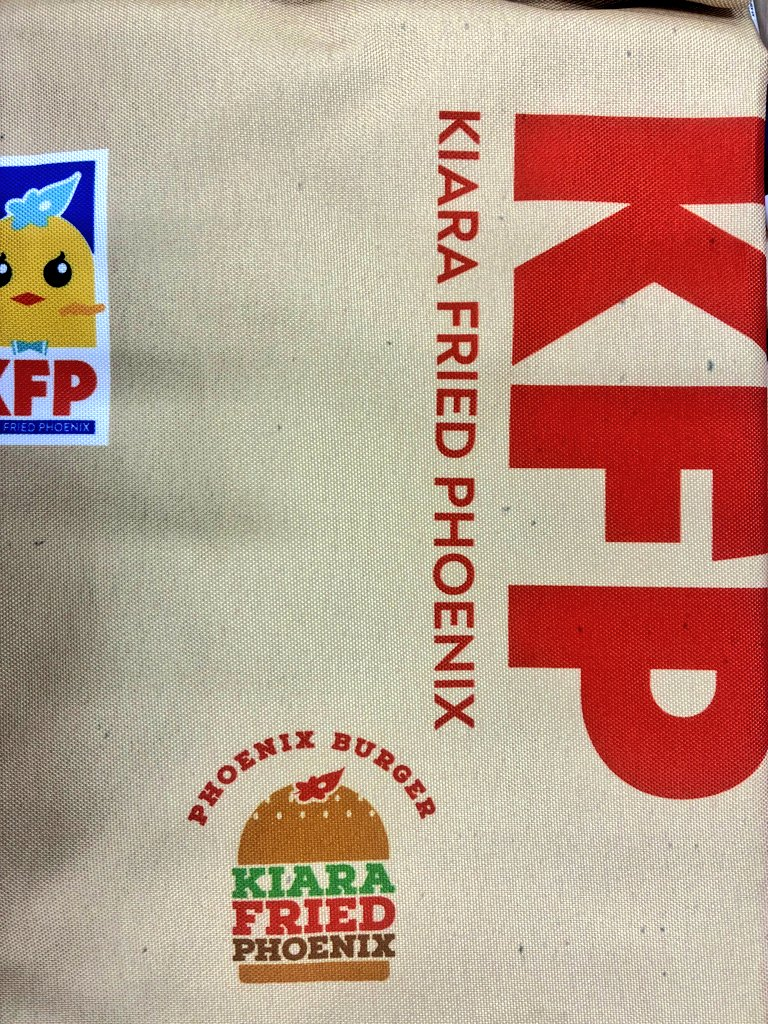 KFP
KIARA FRIED PHOENIX
KFP
FRIED PHOENIX
PHOENIX BURGER
KIARA
FRIED
PHOENIX